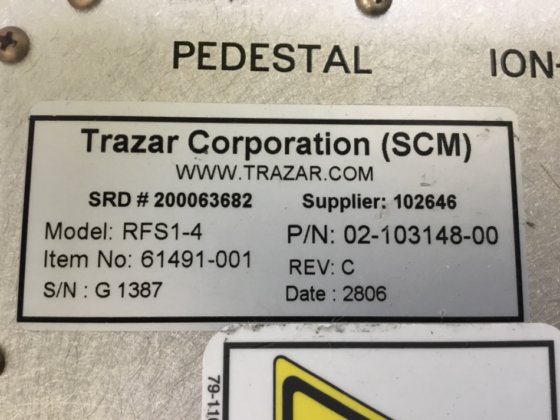 PEDESTAL ION-
Trazar Corporation (SCM)
WWW.TRAZAR.COM
SRD # 200063682 Supplier: 102646
Model: RFS1-4 P/N: 02-103148-00
Item No: 61491-001 REV: C
S/N : G 1387 Date : 2806